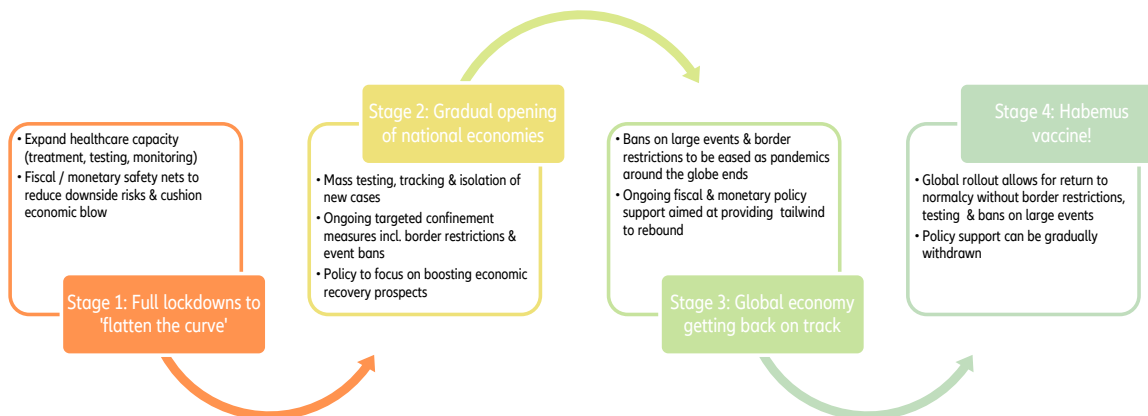 • Expand healthcare capacity
(treatment, testing, monitoring)
• Fiscal / monetary safety nets to
reduce downside risks & cushion
economic blow
Stage 1: Full lockdowns to
'flatten the curve'
Stage 2: Gradual opening
of national economies
• Mass testing, tracking & isolation of
new cases
• Ongoing targeted confinement
measures incl. border restrictions &
event bans
• Policy to focus on boosting economic
recovery prospects
• Bans on large events & border
restrictions to be eased as pandemics
around the globe ends
• Ongoing fiscal & monetary policy
support aimed at providing tailwind
to rebound
Stage 3: Global economy
getting back on track
Stage 4: Habemus
vaccine!
• Global rollout allows for return to
normalcy without border restrictions,
testing & bans on large events
• Policy support can be gradually
withdrawn